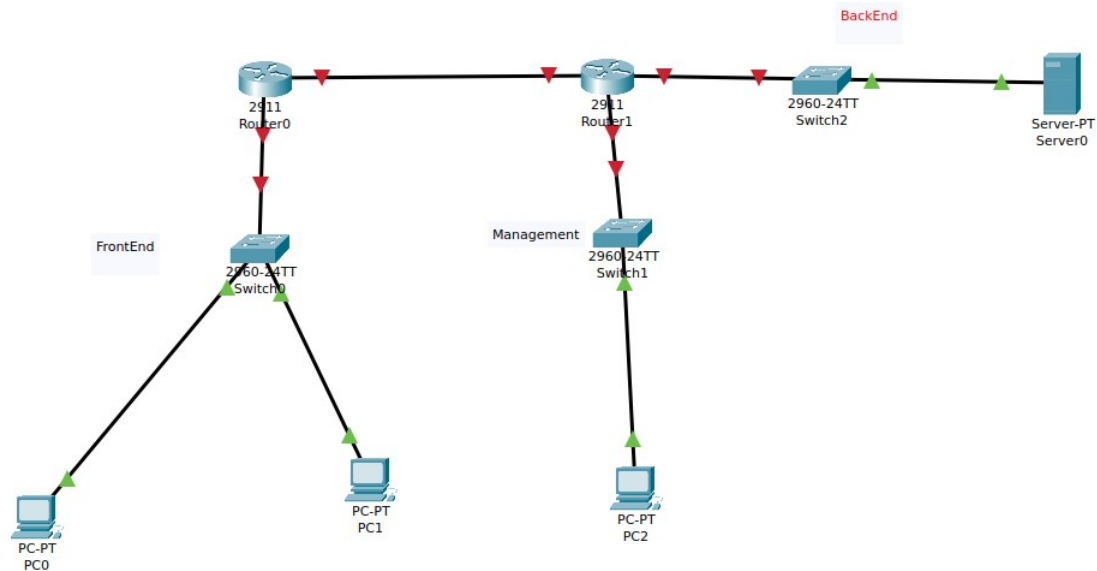 BackEnd
2911
Router0
2911
Router1
2960-24TT
Switch2
Server-PT
Server0
FrontEnd
2960-24TT
Switch0
Management
2960-24TT
Switch1
PC-PT
PC0
PC-PT
PC1
PC-PT
PC2